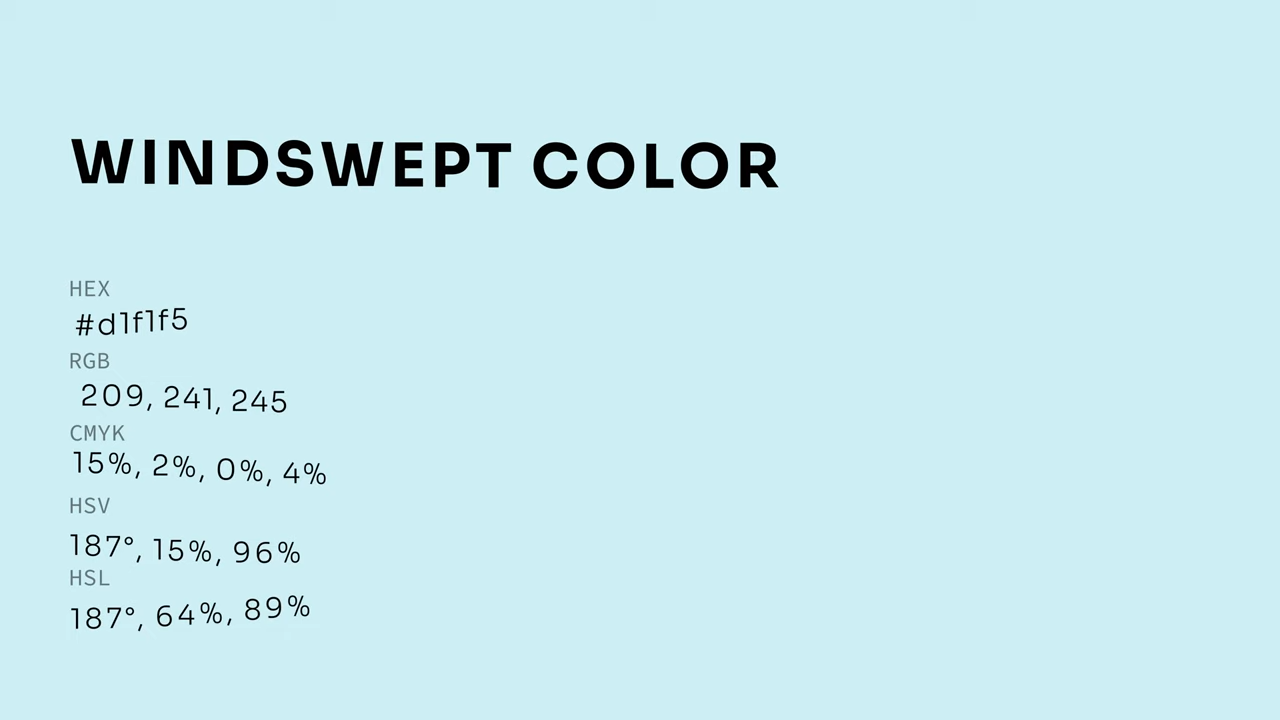 WINDSWEPT COLOR
HEX
#d1f1f5
RGB
209, 241, 245
CMYK
15%, 2%, 0%, 4%
HSV
187°, 15%, 96%
HSL
187°, 64%, 89%